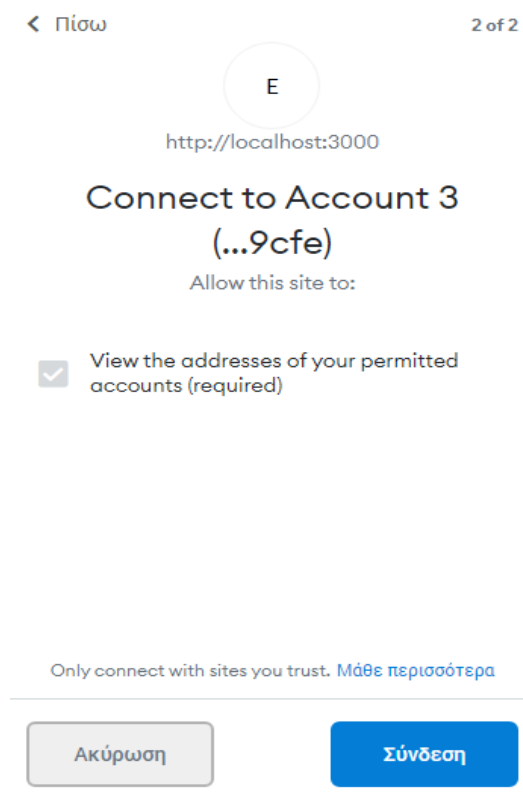 Πίσω
2 of 2
E
http://localhost:3000
Connect to Account 3
(...9cfe)
Allow this site to:
View the addresses of your permitted
accounts (required)
Only connect with sites you trust. Μάθε περισσότερα
Ακύρωση
Σύνδεση